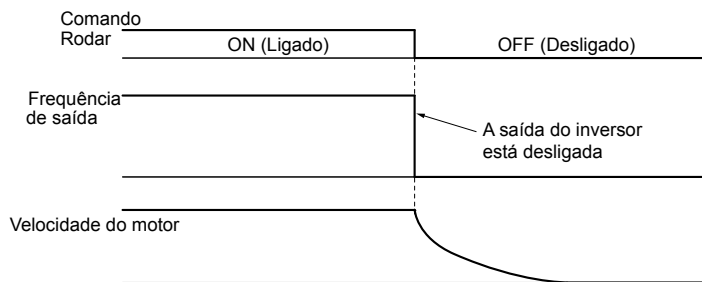 Comando
Rodar
ON (Ligado)
OFF (Desligado)
Frequência
de saída
A saída do inversor
está desligada
Velocidade do motor